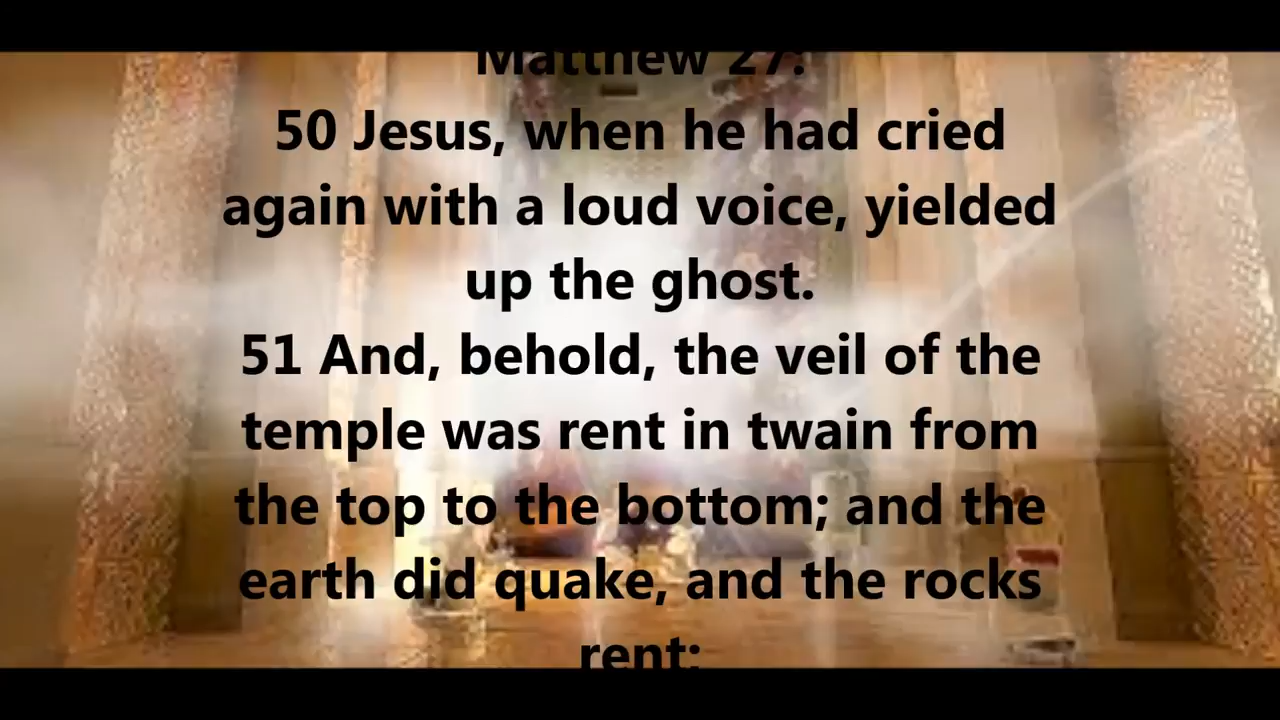 Matthew 27:
50 Jesus, when he had cried
again with a loud voice, yielded
up the ghost.
51 And, behold, the veil of the
temple was rent in twain from
the top to the bottom; and the
earth did quake, and the rocks
rent;